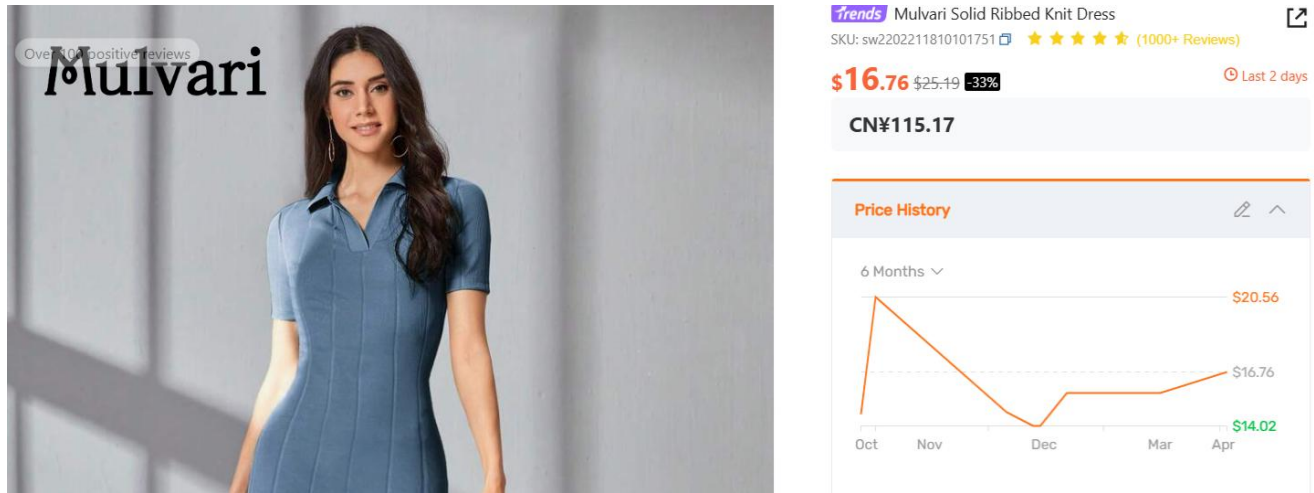 Over 100 positive reviews
Mulvari
Trends Mulvari Solid Ribbed Knit Dress
SKU: sw2202211810101751 (1000+ Reviews)
$16.76 $25.19 -33% Last 2 days
CN¥115.17
Price History
6 Months
$20.56
$16.76
$14.02
Oct Nov Dec Mar Apr